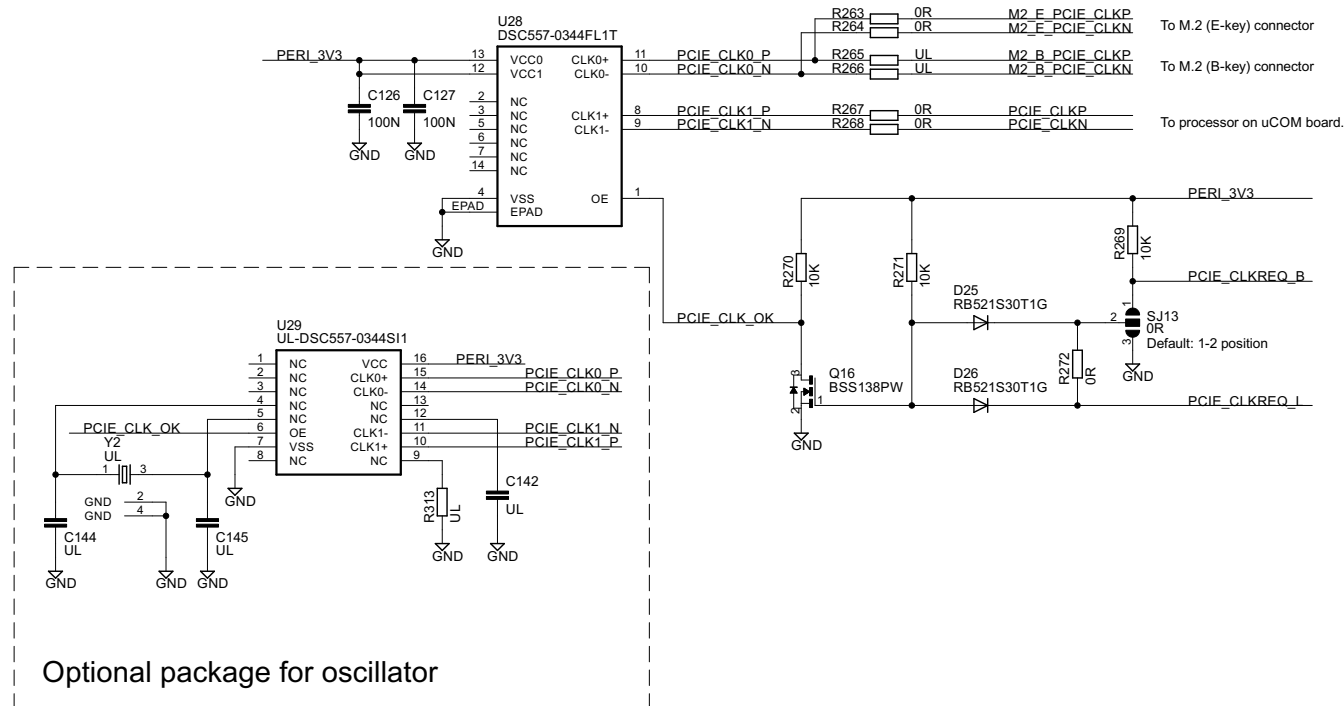 U28
DSC557-0344FL1T
PERI_3V3
13 VCC0 CLK0+ 11 PCIE_CLK0_P
12 VCC1 CLK0- 10 PCIE_CLK0_N
2 NC
3 NC CLK1+ 8 PCIE_CLK1_P
5 NC CLK1- 9 PCIE_CLK1_N
6 NC
7 NC
14 NC
4 VSS OE 1
EPAD EPAD
GND
C126 C127
100N 100N
GND GND
R263 0R M2_E_PCIE_CLKP
R264 0R M2_E_PCIE_CLKN
To M.2 (E-key) connector
R265 UL M2_B_PCIE_CLKP
R266 UL M2_B_PCIE_CLKN
To M.2 (B-key) connector
R267 0R PCIE_CLKP
R268 0R PCIE_CLKN
To processor on uCOM board.
PERI_3V3
R270 10K
R271 10K
R269 10K
PCIE_CLKREQ_B
PCIE_CLK_OK
D25
RB521S30T1G
1
2
3
SJ13
0R
Default: 1-2 position
GND
R272 0R
Q16
BSS138PW
3
1
2
GND
D26
RB521S30T1G
PCIE_CLKREQ_L
U29
UL-DSC557-0344SI1
1 NC VCC 16 PERI_3V3
2 NC CLK0+ 15 PCIE_CLK0_P
3 NC CLK0- 14 PCIE_CLK0_N
4 NC NC 13
5 NC NC 12
PCIE_CLK_OK 6 OE CLK1- 11 PCIE_CLK1_N
7 VSS CLK1+ 10 PCIE_CLK1_P
8 NC NC 9
Y2
UL
1 3
GND 2
GND 4
GND
C144
UL
GND
GND
C145
UL
GND
R313 UL
GND
C142
UL
GND
Optional package for oscillator